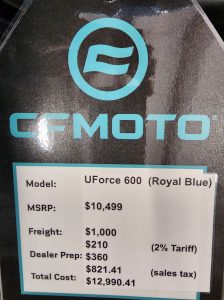 CFMOTO
Model: UForce 600 (Royal Blue)
MSRP: $10,499
Freight: $1,000
$210 (2% Tariff)
Dealer Prep: $360
$821.41 (sales tax)
Total Cost: $12,990.41